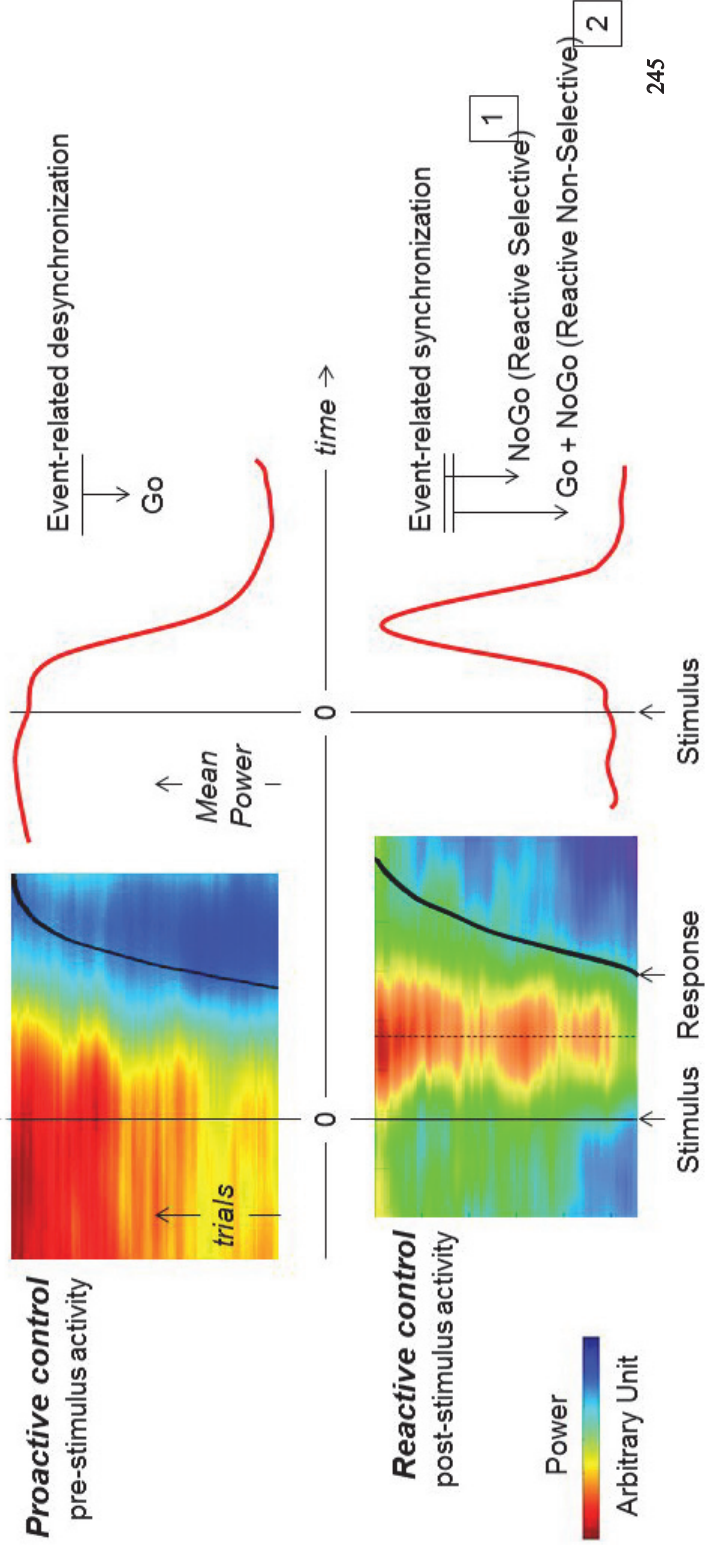 Proactive control
pre-stimulus activity
trials
Mean
Power
Event-related desynchronization
Go
0
0
time →
Reactive control
post-stimulus activity
Event-related synchronization
NoGo (Reactive Selective)
1
Go + NoGo (Reactive Non-Selective)
2
Power
Arbitrary Unit
Stimulus
Response
Stimulus
245